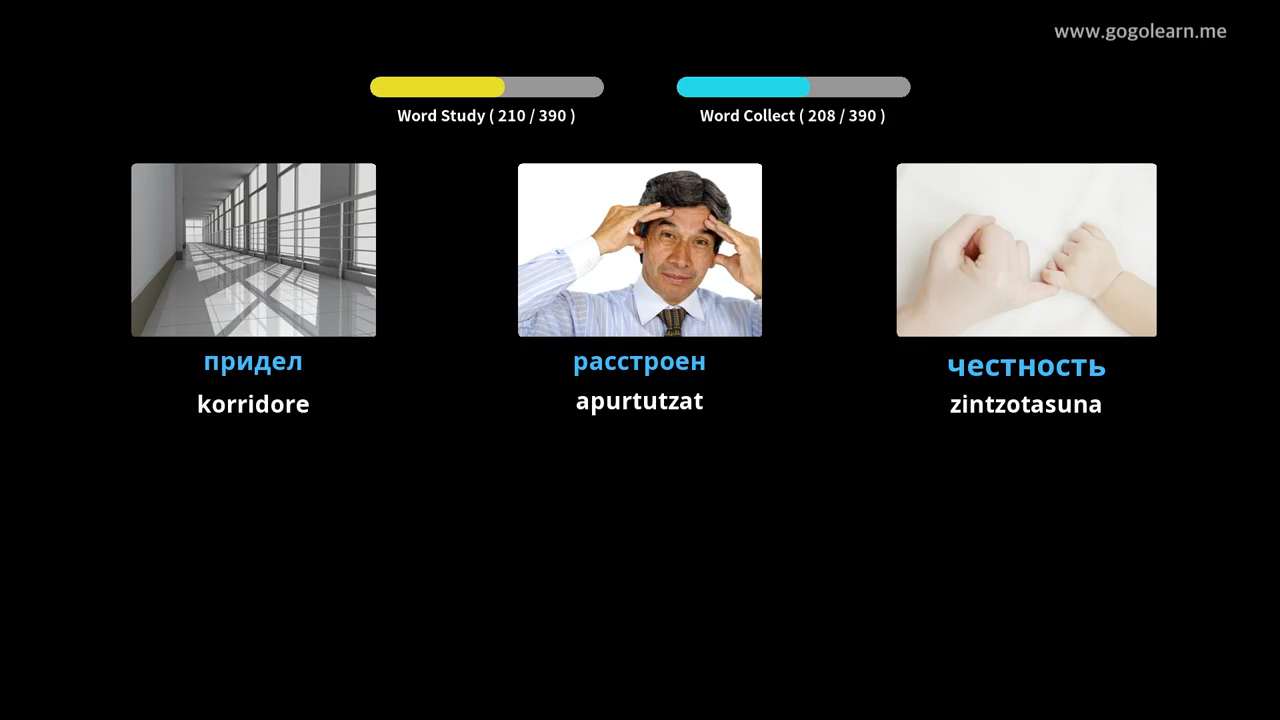 www.gogolearn.me
Word Study ( 210 / 390 )
Word Collect ( 208 / 390 )
придел
korridore
расстроен
apurtutzat
честность
zintzotasuna